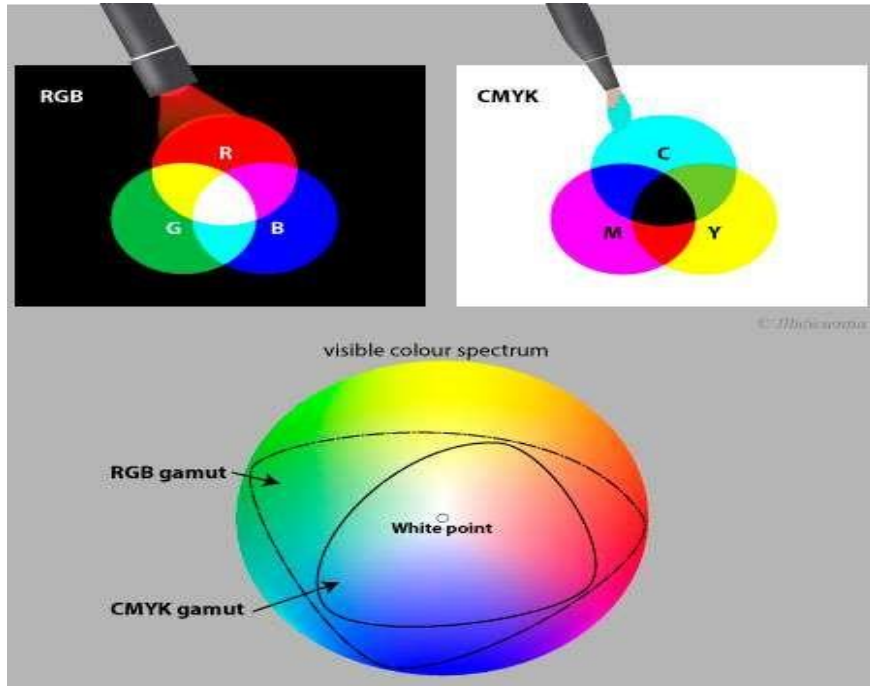 RGB
R
G
B
CMYK
C
M
Y
visible colour spectrum
RGB gamut
White point
CMYK gamut